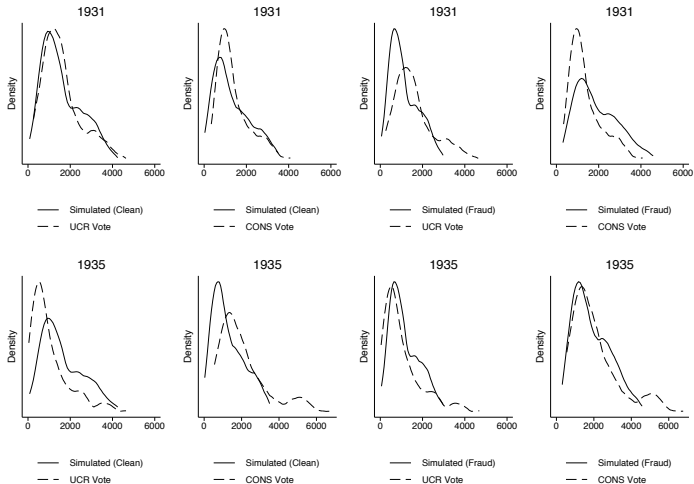 1931 1931 1931 1931
Density Density Density Density
0 2000 4000 6000 0 2000 4000 6000 0 2000 4000 6000 0 2000 4000 6000
Simulated (Clean) Simulated (Clean) Simulated (Fraud) Simulated (Fraud)
UCR Vote CONS Vote UCR Vote CONS Vote
1935 1935 1935 1935
Density Density Density Density
0 2000 4000 6000 0 2000 4000 6000 0 2000 4000 6000 0 2000 4000 6000
Simulated (Clean) Simulated (Clean) Simulated (Fraud) Simulated (Fraud)
UCR Vote CONS Vote UCR Vote CONS Vote